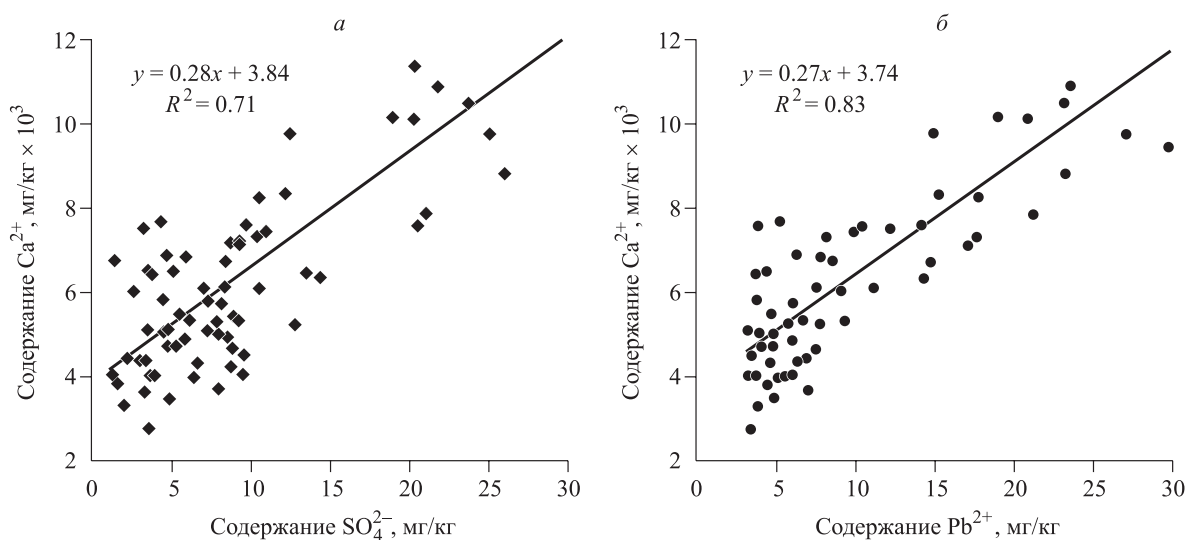 а
12
10
8
6
4
2
Содержание Ca²⁺, мг/кг × 10³
y = 0.28x + 3.84
R² = 0.71
0 5 10 15 20 25 30
Содержание SO₄²⁻, мг/кг
б
12
10
8
6
4
2
Содержание Ca²⁺, мг/кг × 10³
y = 0.27x + 3.74
R² = 0.83
0 5 10 15 20 25 30
Содержание Pb²⁺, мг/кг